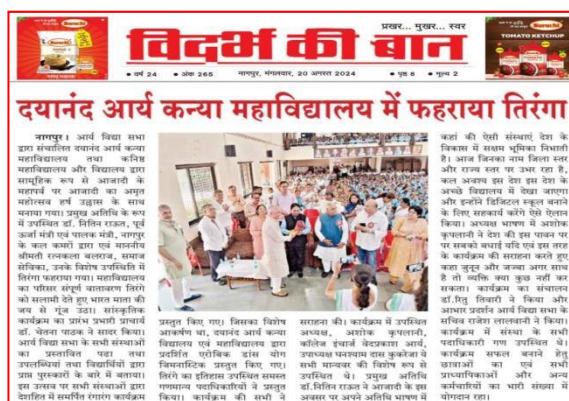 प्रखर... मुखर... स्वर
विदर्भ की बात
TOMATO KETCHUP
• वर्ष 24 • अंक 265 नागपुर, मंगलवार, 20 अगस्त 2024 • पृष्ठ 8 • मूल्य 2
दयानंद आर्य कन्या महाविद्यालय में फहराया तिरंगा
नागपुर। आर्य विद्या सभा
द्वारा संचालित दयानंद आर्य कन्या
महाविद्यालय तथा कनिष्ठ
महाविद्यालय और विद्यालय द्वारा
सामूहिक रूप से आजादी के
महापर्व पर आजादी का अमृत
महोत्सव हर्ष उल्लास के साथ
मनाया गया। प्रमुख अतिथि के रूप
में उपस्थित डॉ. नितिन राऊत, पूर्व
ऊर्जा मंत्री एवं पालक मंत्री, नागपुर
के कल कमरों द्वारा एवं माननीय
श्रीमती रत्नकला बलराज, समाज
सेविका, उनके विशेष उपस्थिति में
तिरंगा फहराया गया। महाविद्यालय
का परिसर संपूर्ण वातावरण तिरंगे
को सलामी देते हुए भारत माता की
जय से गूंज उठा। सांस्कृतिक
कार्यक्रम का प्रारंभ प्रभारी प्राचार्य
डॉ. चेतना पाठक ने सादर किया।
आर्य विद्या सभा के सभी संस्थाओं
का प्रस्तावित पढा तथा
उपलब्धियां तथा विद्यार्थियों द्वारा
प्राप्त पुरस्कारों के बारे में बताया।
इस उत्सव पर सभी संस्थाओं द्वारा
देशहित में समर्पित रंगारंग कार्यक्रम
प्रस्तुत किए गए। जिसका विशेष
आकर्षण था, दयानंद आर्य कन्या
विद्यालय एवं महाविद्यालय द्वारा
प्रदर्शित एरोबिक डांस योग
जिमनास्टिक प्रस्तुत किए गए।
तिरंगे का इतिहास उपस्थित समस्त
गणमान्य पदाधिकारियों ने प्रस्तुत
किया। कार्यक्रम की सभी ने
सराहना की। कार्यक्रम में उपस्थित
अध्यक्ष, अशोक कृपलानी,
कॉलेज इंचार्ज वेदप्रकाश आर्य,
उपाध्यक्ष घनश्याम दास कुकरेजा थे
सभी मान्यवर की विशेष रूप से
उपस्थित थे। प्रमुख अतिथि
डॉ.नितिन राऊत ने आजादी के इस
अवसर पर अपने अतिथि भाषण में
कहां की ऐसी संस्थाएं देश के
विकास में सक्षम भूमिका निभाती
है। आज जिनका नाम जिला स्तर
और राज्य स्तर पर उभर रहा है,
कल अवश्य इस देश इस देश के
अच्छे विद्यालय में देखा जाएगा
और इन्होंने डिजिटल स्कूल बनाने
के लिए सहकार्य करेंगे ऐसे ऐलान
किया। अध्यक्ष भाषण में अशोक
कृपलानी ने देश की इस पावन पर
पर सबको बधाई यदि एवं इस तरह
के कार्यक्रम की सराहना करते हुए
कहा जुनून और जज्बा अगर साथ
है तो व्यक्ति क्या कुछ नहीं कर
सकता। कार्यक्रम का संचालन
डॉ.रितु तिवारी ने किया और
आभार प्रदर्शन आर्य विद्या सभा के
सचिव राजेश लालवानी ने किया।
कार्यक्रम में संस्था के सभी
पदाधिकारी गण उपस्थित थे।
कार्यक्रम सफल बनाने हेतु
छात्राओं का एवं सभी
प्राध्यापिकाओं और अन्य
कर्मचारियों का भारी संख्या में
योगदान रहा।